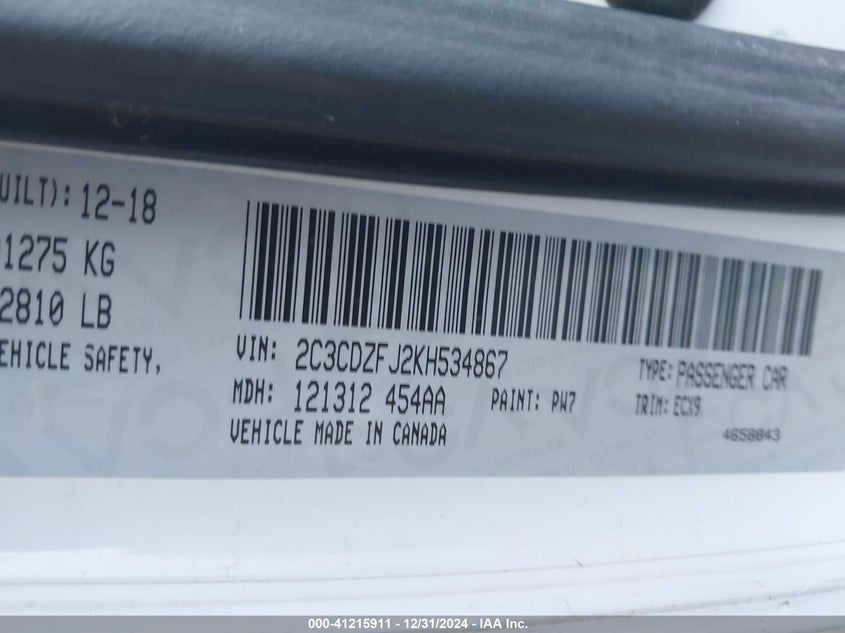 UILT): 12-18
1275 KG
2810 LB
EHICLE SAFETY,
VIN: 2C3CDZFJ2KH534867
MDH: 121312 454AA
PAINT: PW7
VEHICLE MADE IN CANADA
TYPE: PASSENGER CAR
TRIM: ECX9
4658843
000-41215911 - 12/31/2024 - IAA Inc.